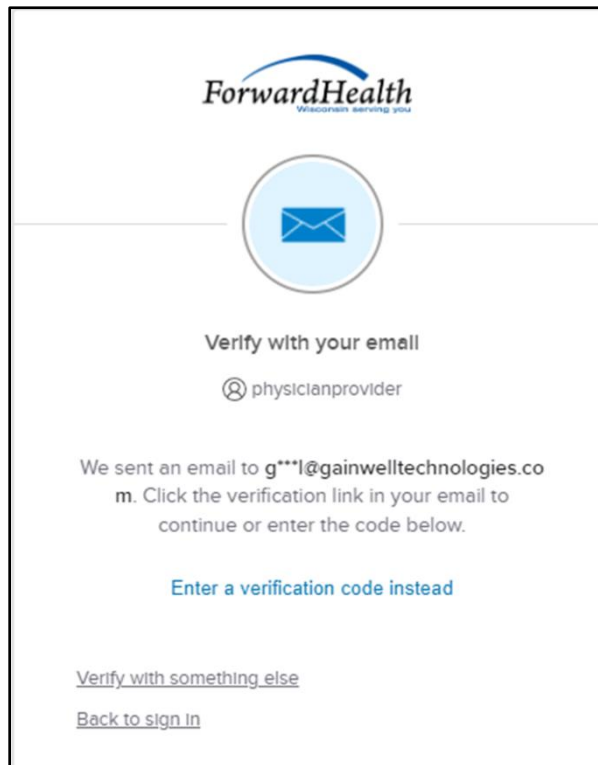 ForwardHealth
Wisconsin serving you
Verify with your email
physicianprovider
We sent an email to g***l@gainwelltechnologies.co
m. Click the verification link in your email to
continue or enter the code below.
Enter a verification code instead
Verify with something else
Back to sign in